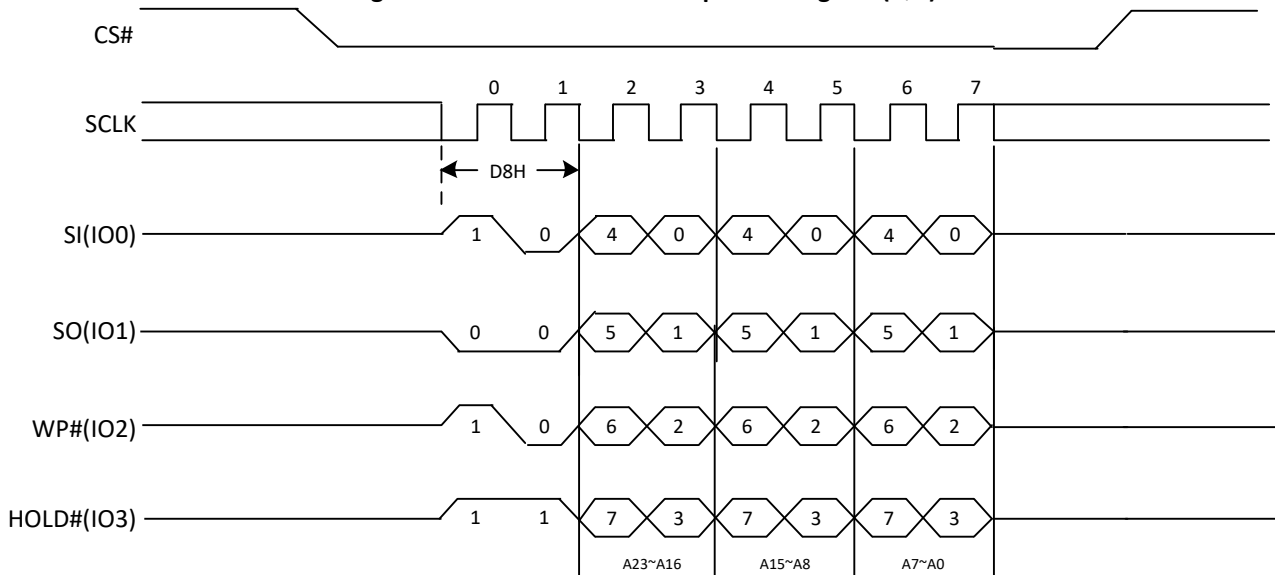 CS#
0 1 2 3 4 5 6 7
SCLK
D8H
SI(IO0) 1 0 4 0 4 0 4 0
SO(IO1) 0 0 5 1 5 1 5 1
WP#(IO2) 1 0 6 2 6 2 6 2
HOLD#(IO3) 1 1 7 3 7 3 7 3
A23~A16 A15~A8 A7~A0